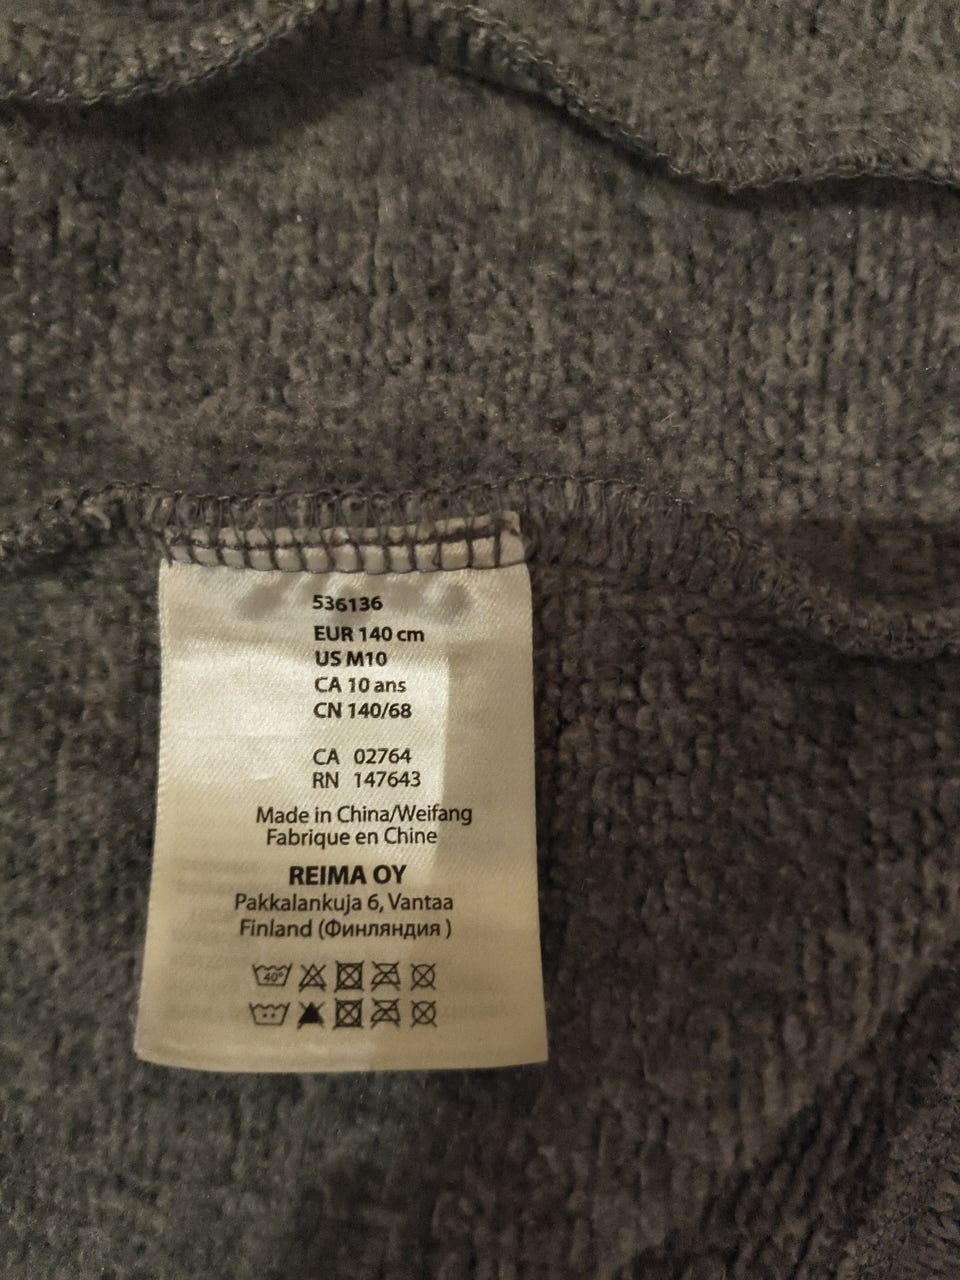 536136
EUR 140 cm
US M10
CA 10 ans
CN 140/68
CA 02764
RN 147643
Made in China/Weifang
Fabrique en Chine
REIMA OY
Pakkalankuja 6, Vantaa
Finland (Финляндия )
40°